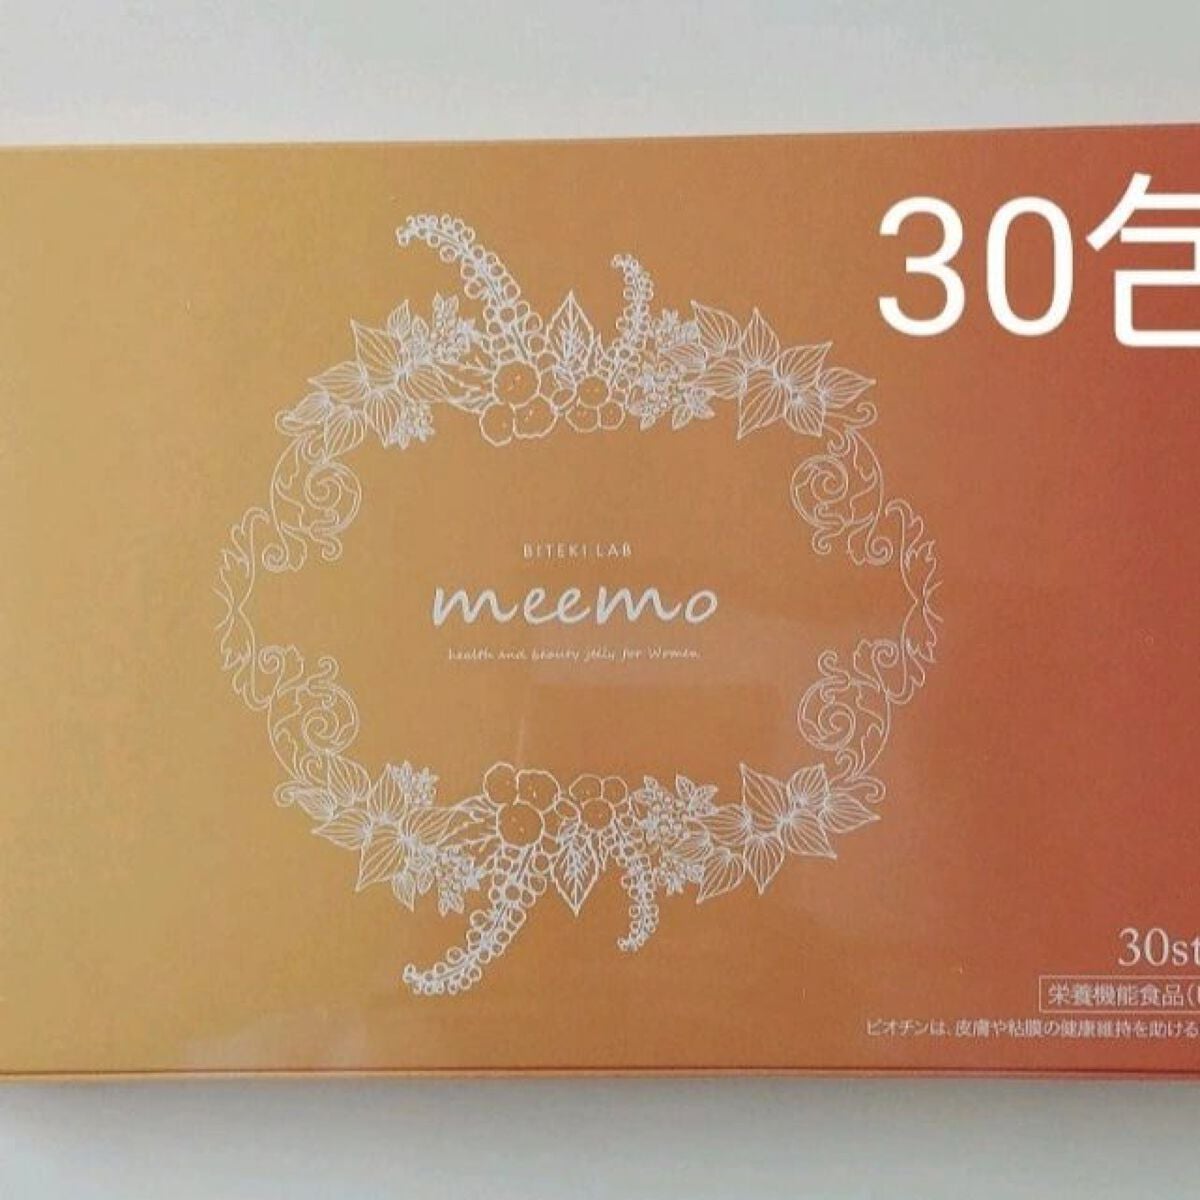 30包
BITEKI LAB
meemo
health and beauty jelly for Women
30st
栄養機能食品(
ビオチンは、皮膚や粘膜の健康維持を助ける